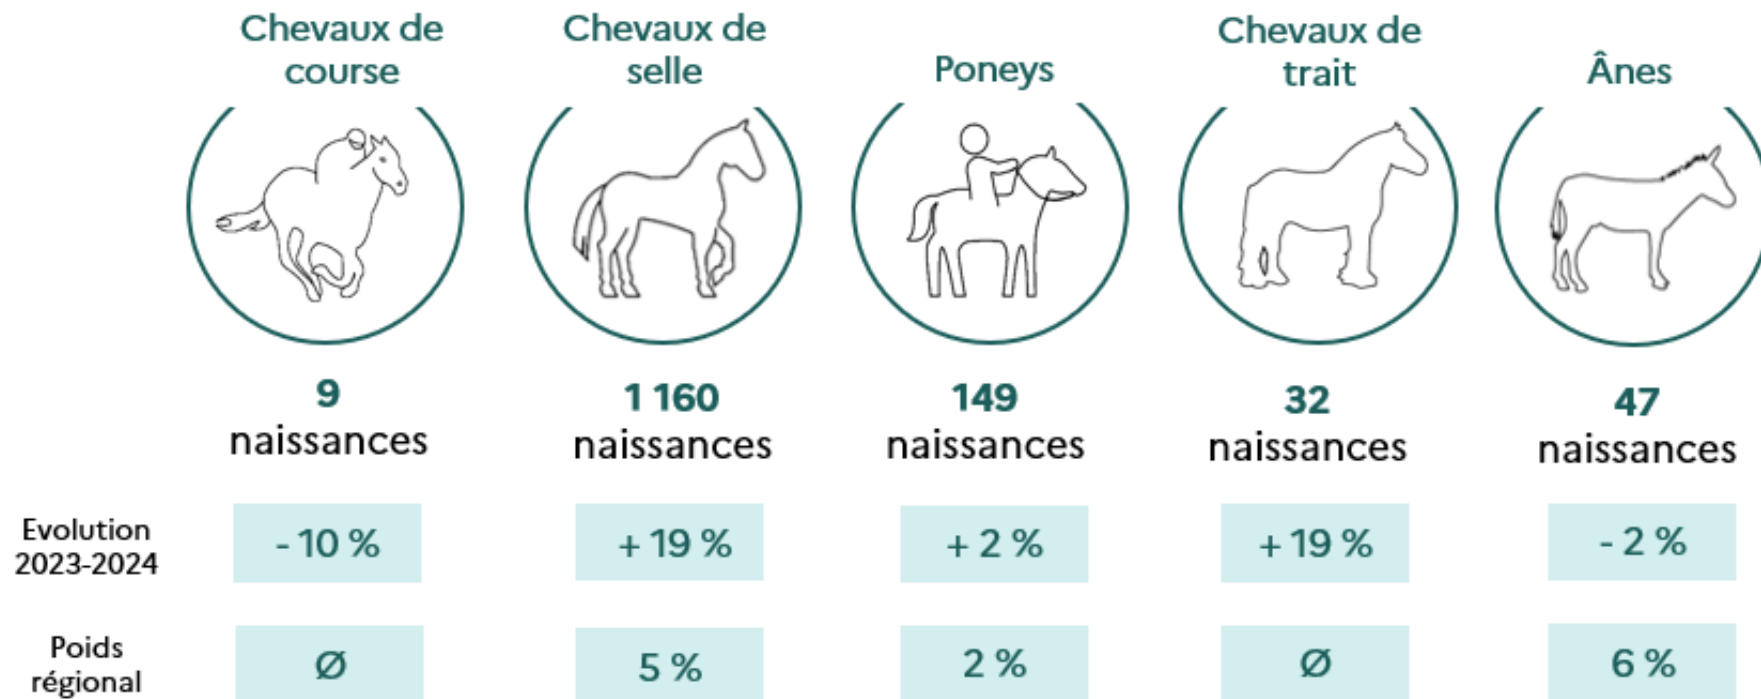 Chevaux de
course
Chevaux de
selle
Poneys
Chevaux de
trait
Ânes
9
naissances
1 160
naissances
149
naissances
32
naissances
47
naissances
Evolution
2023-2024
- 10 %
+ 19 %
+ 2 %
+ 19 %
- 2 %
Poids
régional
Ø
5 %
2 %
Ø
6 %